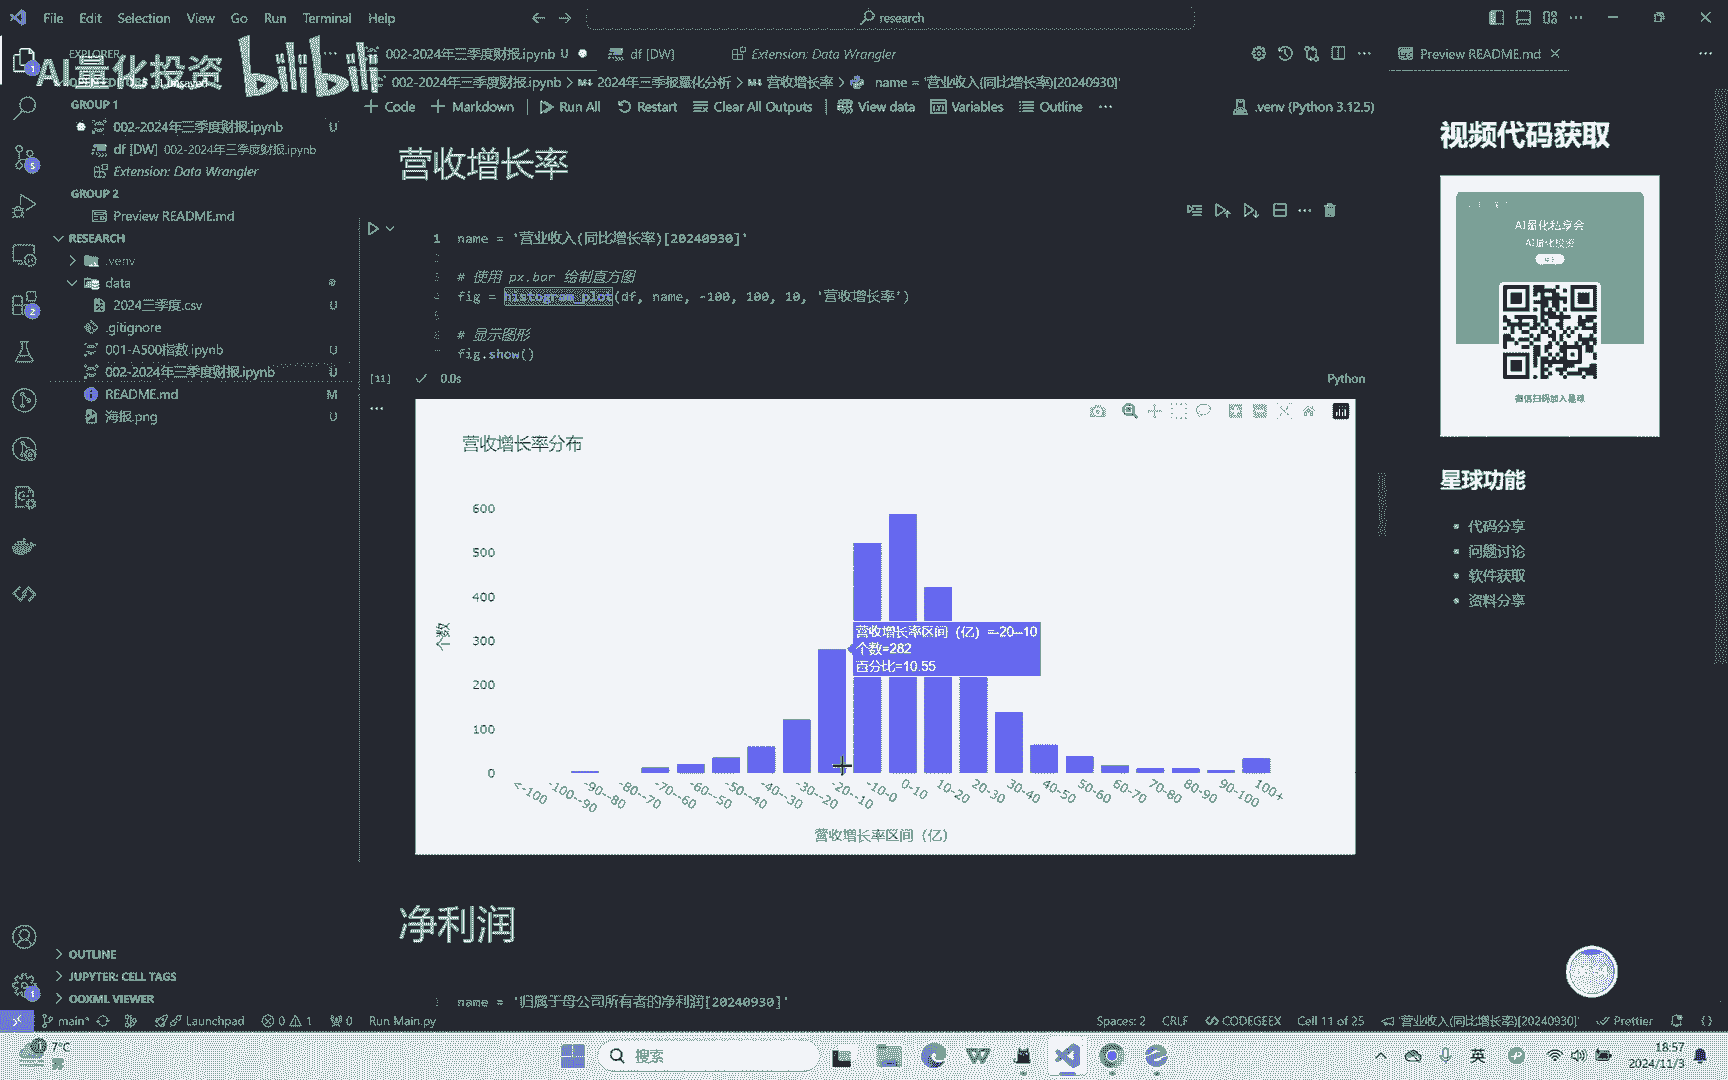 File Edit Selection View Go Run Terminal Help
research
AI量化投资 bilibili
EXPLORER
002-2024年三季度财报.ipynb U
df [DW]
Extension: Data Wrangler
Preview README.md
002-2024年三季度财报.ipynb > 2024年三季报量化分析 > 营收增长率 > name = '营业收入(同比增长率)[20240930]'
Code Markdown Run All Restart Clear All Outputs View data Variables Outline
.venv (Python 3.12.5)
GROUP 1
002-2024年三季度财报.ipynb U
df [DW] 002-2024年三季度财报.ipynb
Extension: Data Wrangler
GROUP 2
Preview README.md
RESEARCH
.venv
data
2024三季度.csv U
.gitignore
001-A500指数.ipynb U
002-2024年三季度财报.ipynb U
README.md M
海报.png U
OUTLINE
JUPYTER: CELL TAGS
OOXML VIEWER
营收增长率
1 name = '营业收入(同比增长率)[20240930]'
# 使用 px.bar 绘制直方图
fig = histogram_plot(df, name, -100, 100, 10, '营收增长率')
# 显示图形
fig.show()
[11] 0.0s Python
营收增长率分布
600
500
400
300
200
100
0
个数
营收增长率区间（亿）=-20--10
个数=282
百分比=10.55
<-100 -100--90 -90--80 -80--70 -70--60 -60--50 -50--40 -40--30 -30--20 -20--10 -10-0 0-10 10-20 20-30 30-40 40-50 50-60 60-70 70-80 80-90 90-100 100+
营收增长率区间（亿）
净利润
name = '归属于母公司所有者的净利润[20240930]'
视频代码获取
AI量化私享会
AI量化投资
微信扫码加入星球
星球功能
代码分享
问题讨论
软件获取
资料分享
main* Launchpad 0 1 0 Run Main.py
Spaces: 2 CRLF CODEGEEX Cell 11 of 25 '营业收入(同比增长率)[20240930]' Prettier
7°C
搜索
英
18:57
2024/11/3